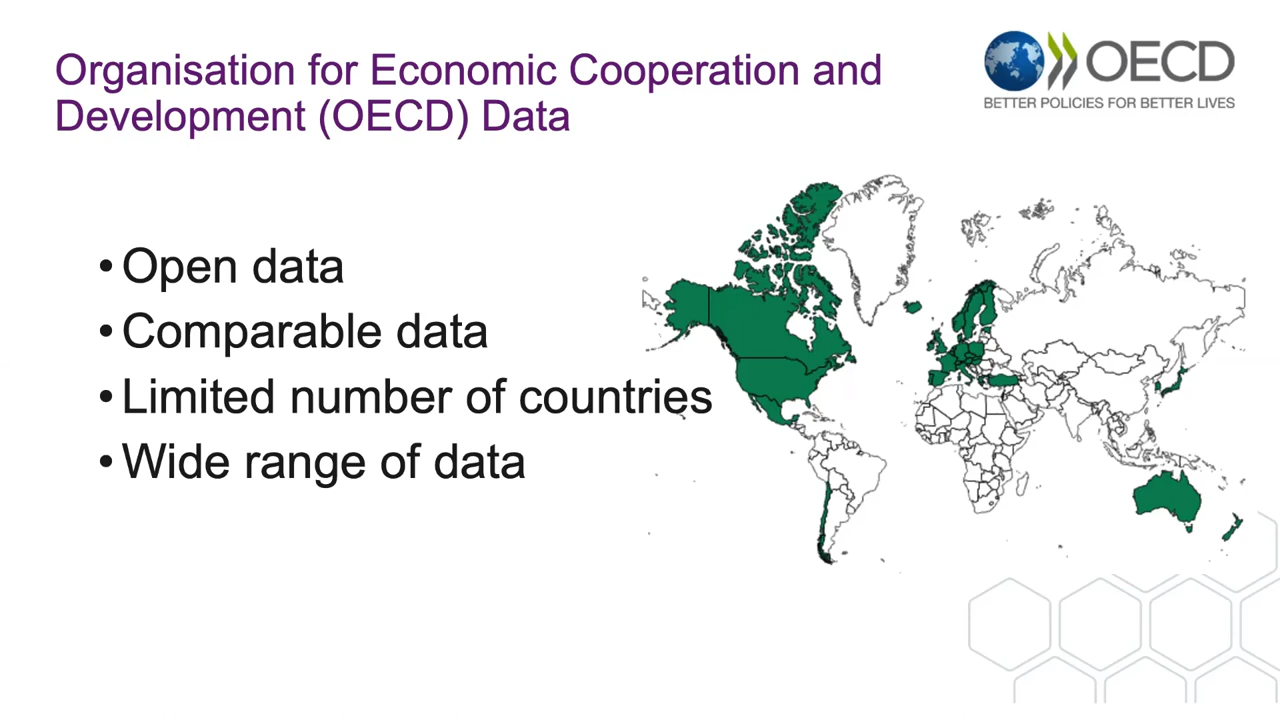 Organisation for Economic Cooperation and
Development (OECD) Data
OECD
BETTER POLICIES FOR BETTER LIVES
• Open data
• Comparable data
• Limited number of countries
• Wide range of data